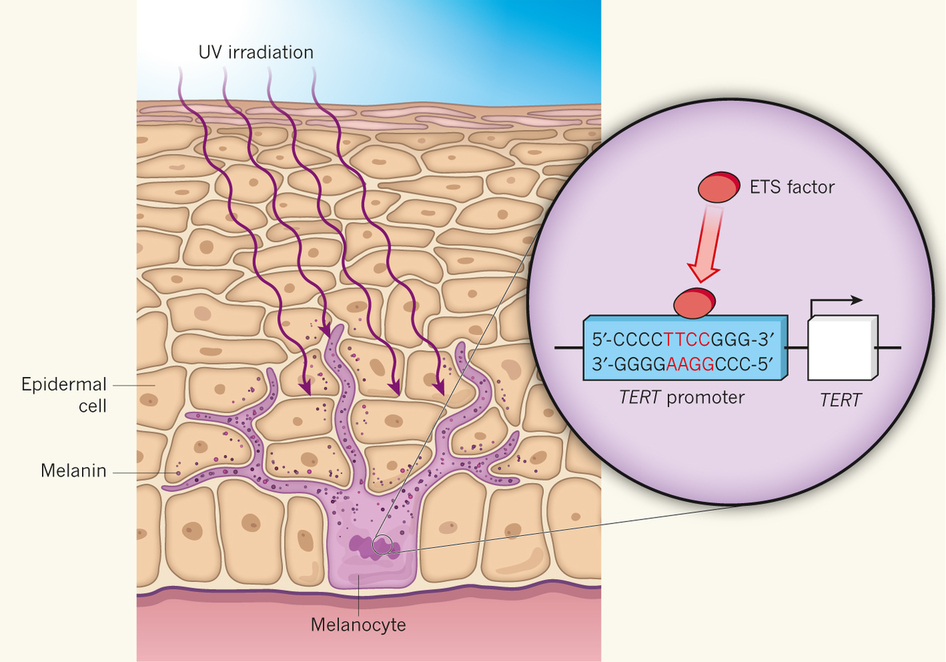 UV irradiation
ETS factor
5′-CCCCTTCCGGG-3′
3′-GGGGAAGGCCC-5′
TERT promoter
TERT
Epidermal
cell
Melanin
Melanocyte